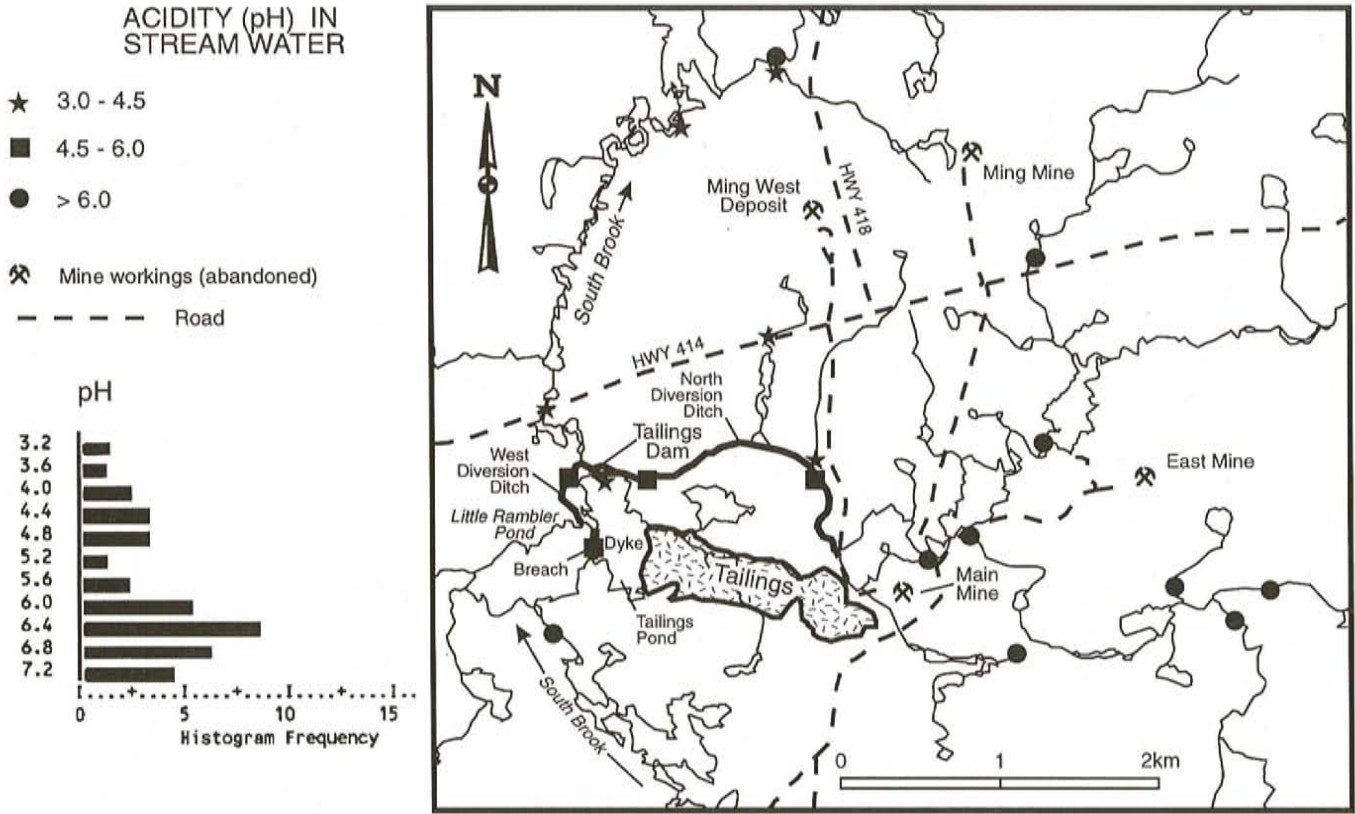 ACIDITY (pH) IN
STREAM WATER
3.0 - 4.5
4.5 - 6.0
> 6.0
Mine workings (abandoned)
Road
pH
3.2
3.6
4.0
4.4
4.8
5.2
5.6
6.0
6.4
6.8
7.2
0 5 10 15
Histogram Frequency
N
Ming Mine
Ming West
Deposit
HWY 418
South Brook
HWY 414
North
Diversion
Ditch
Tailings
Dam
West
Diversion
Ditch
East Mine
Little Rambler
Pond
Dyke
Breach
Tailings
Main
Mine
Tailings
Pond
South Brook
0 1 2km